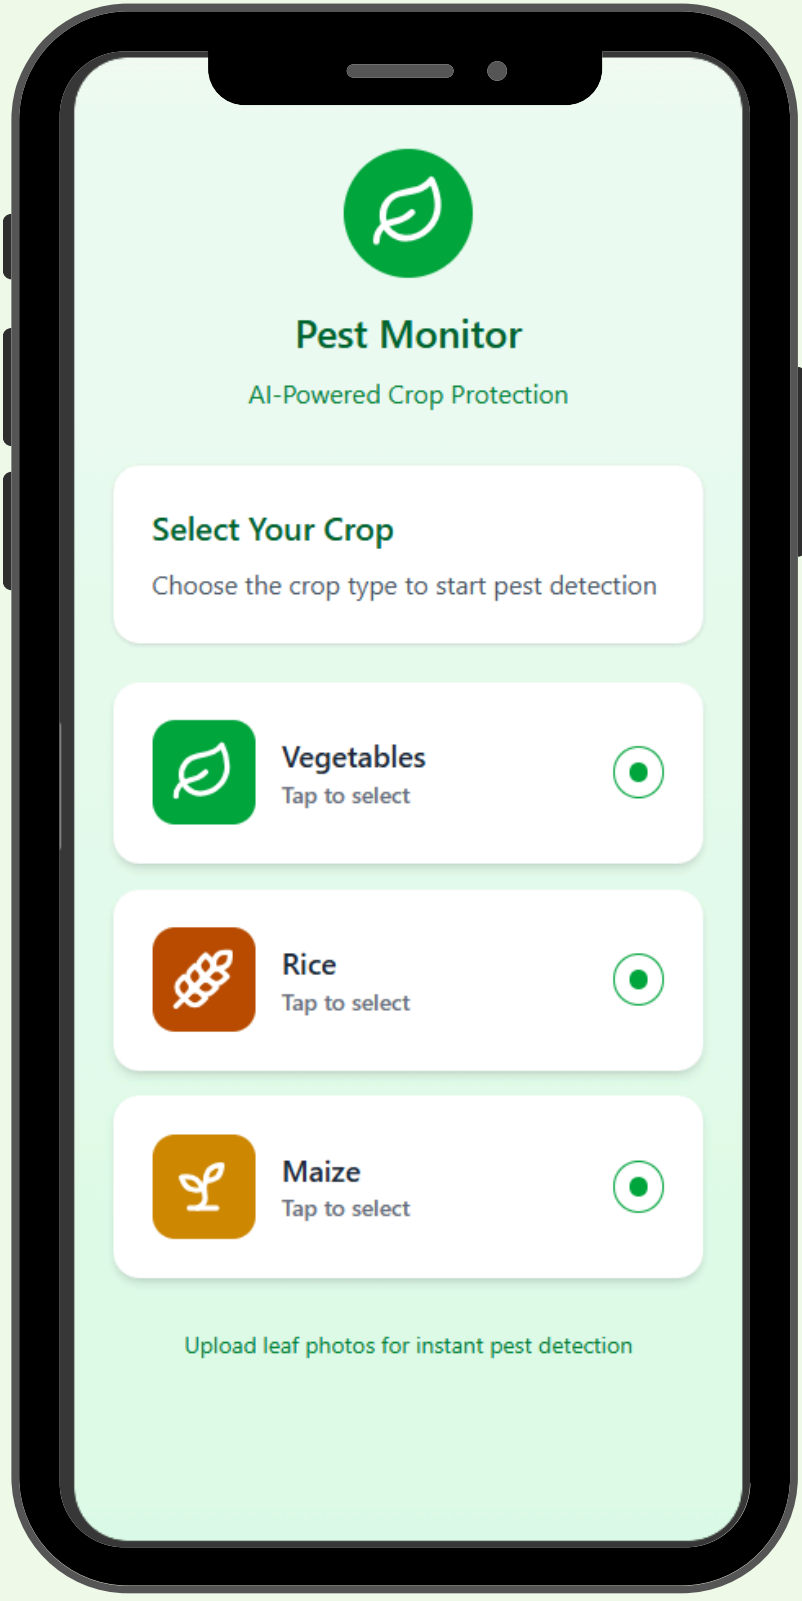 Pest Monitor
AI-Powered Crop Protection
Select Your Crop
Choose the crop type to start pest detection
Vegetables
Tap to select
Rice
Tap to select
Maize
Tap to select
Upload leaf photos for instant pest detection